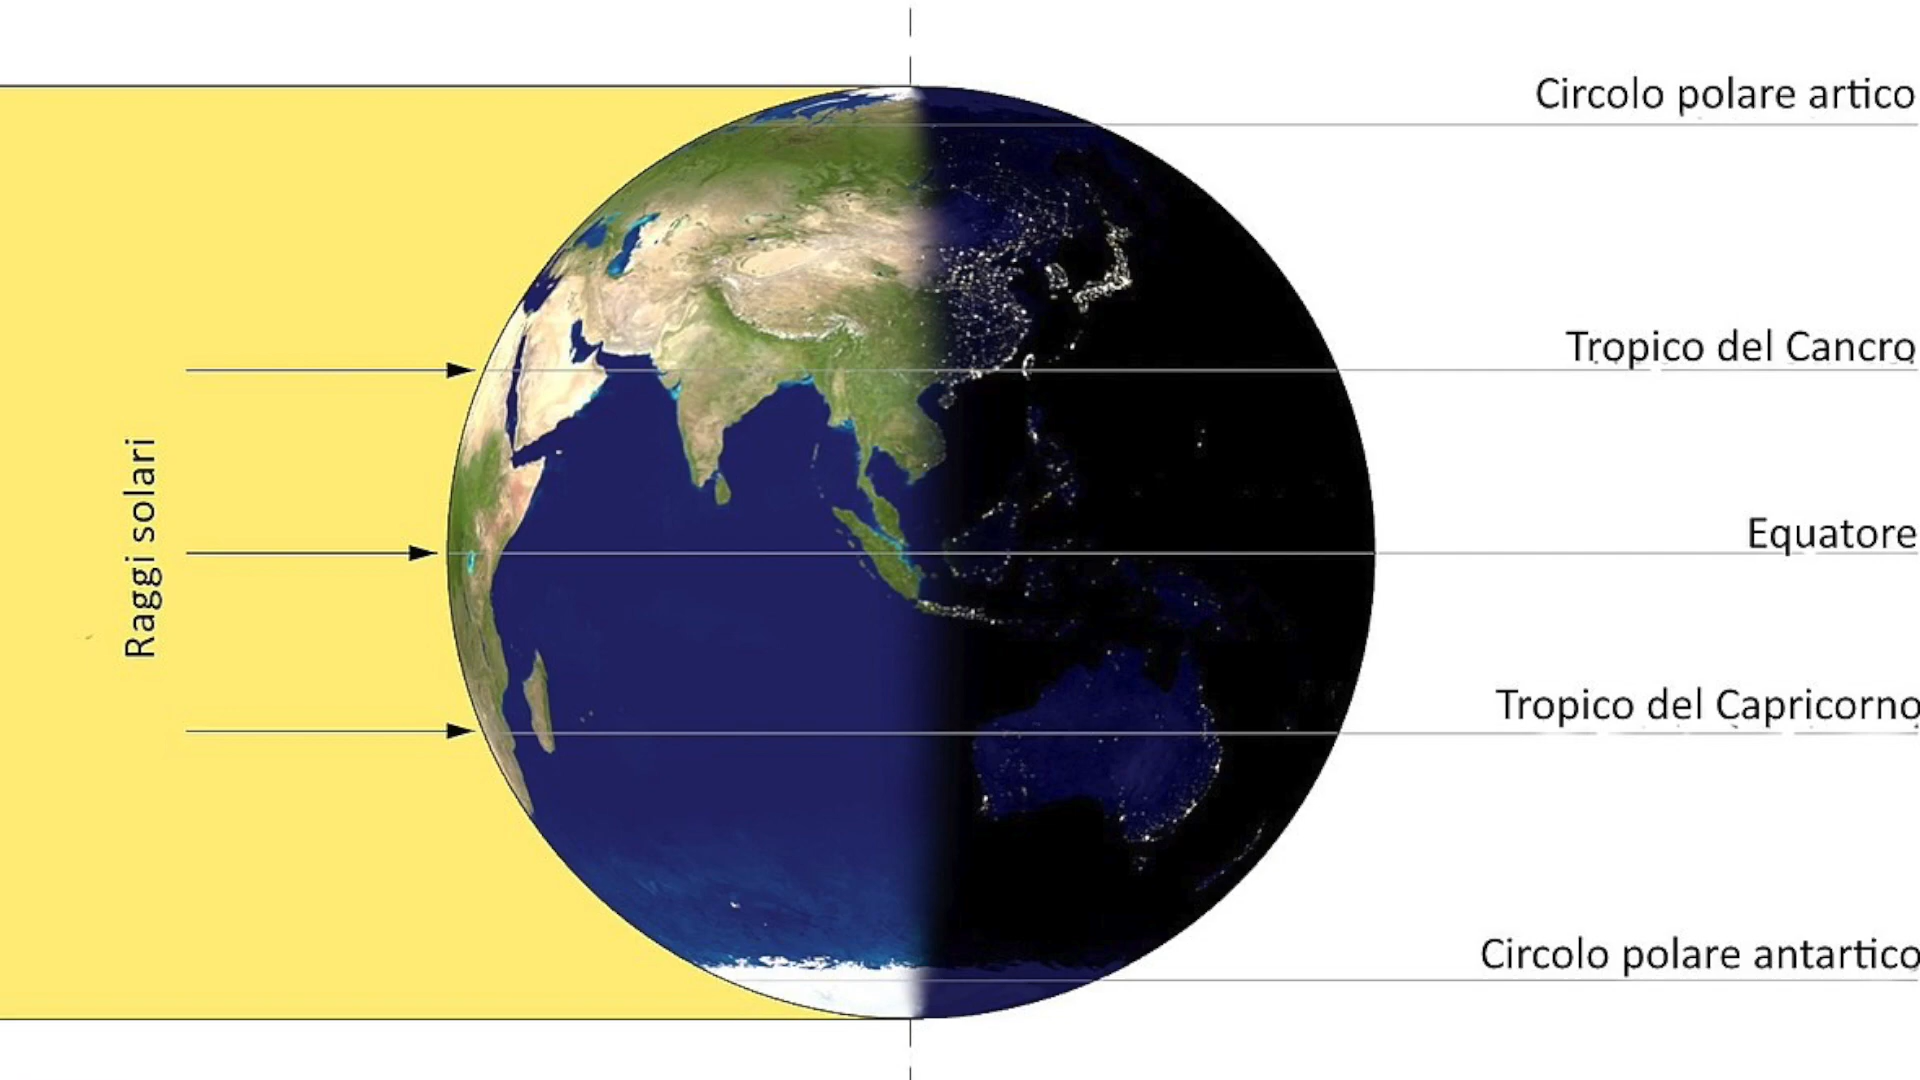 Circolo polare artico
Tropico del Cancro
Raggi solari
Equatore
Tropico del Capricorno
Circolo polare antartico